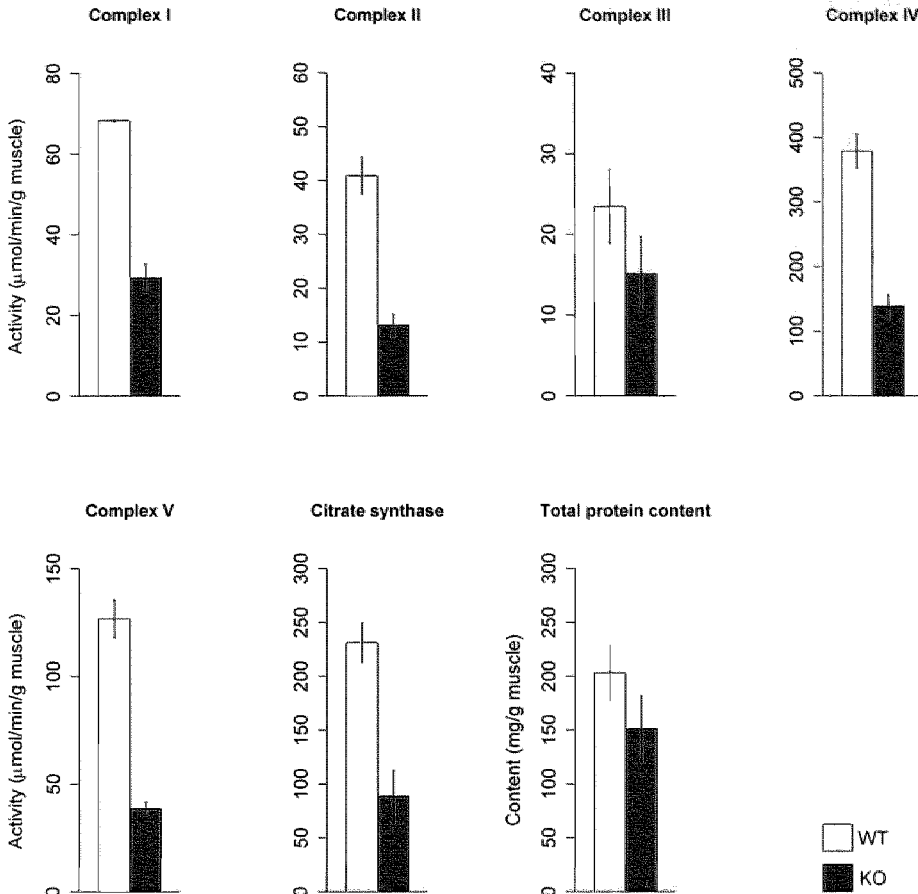 Complex I
Complex II
Complex III
Complex IV
Activity (μmol/min/g muscle)
0 20 40 60 80
0 10 20 30 40 50 60
0 10 20 30 40
0 100 200 300 400 500
Complex V
Citrate synthase
Total protein content
Activity (μmol/min/g muscle)
0 50 100 150
0 50 100 150 200 250 300
Content (mg/g muscle)
0 50 100 150 200 250 300
WT
KO